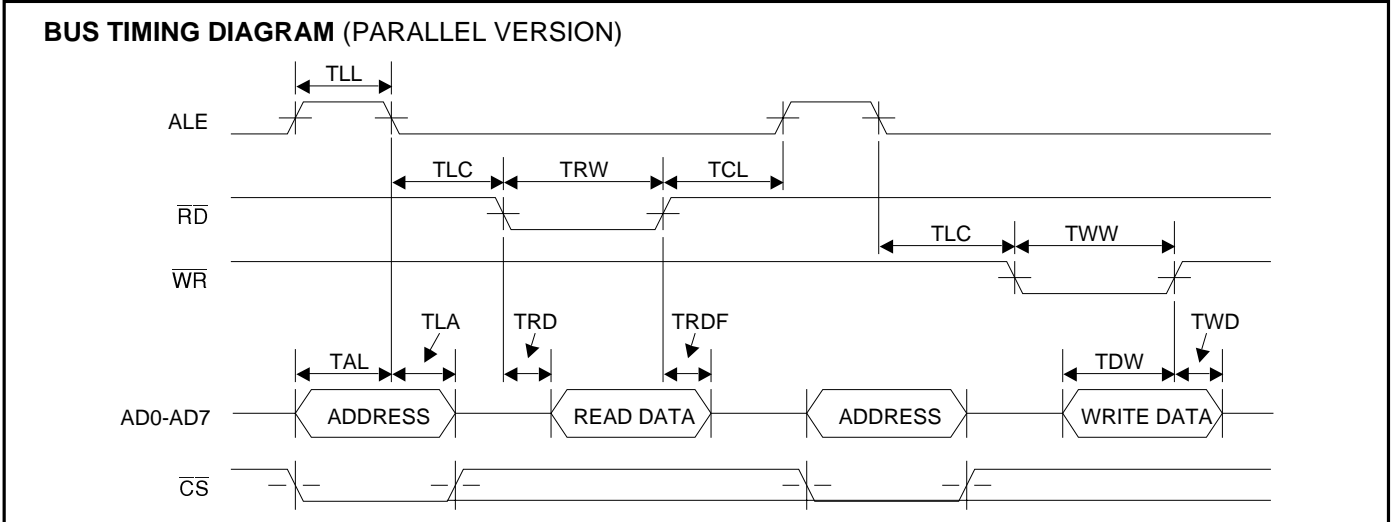 BUS TIMING DIAGRAM (PARALLEL VERSION)
TLL
ALE
TLC TRW TCL
RD
TLC TWW
WR
TLA TRD TRDF TWD
TAL TDW
AD0-AD7 ADDRESS READ DATA ADDRESS WRITE DATA
CS